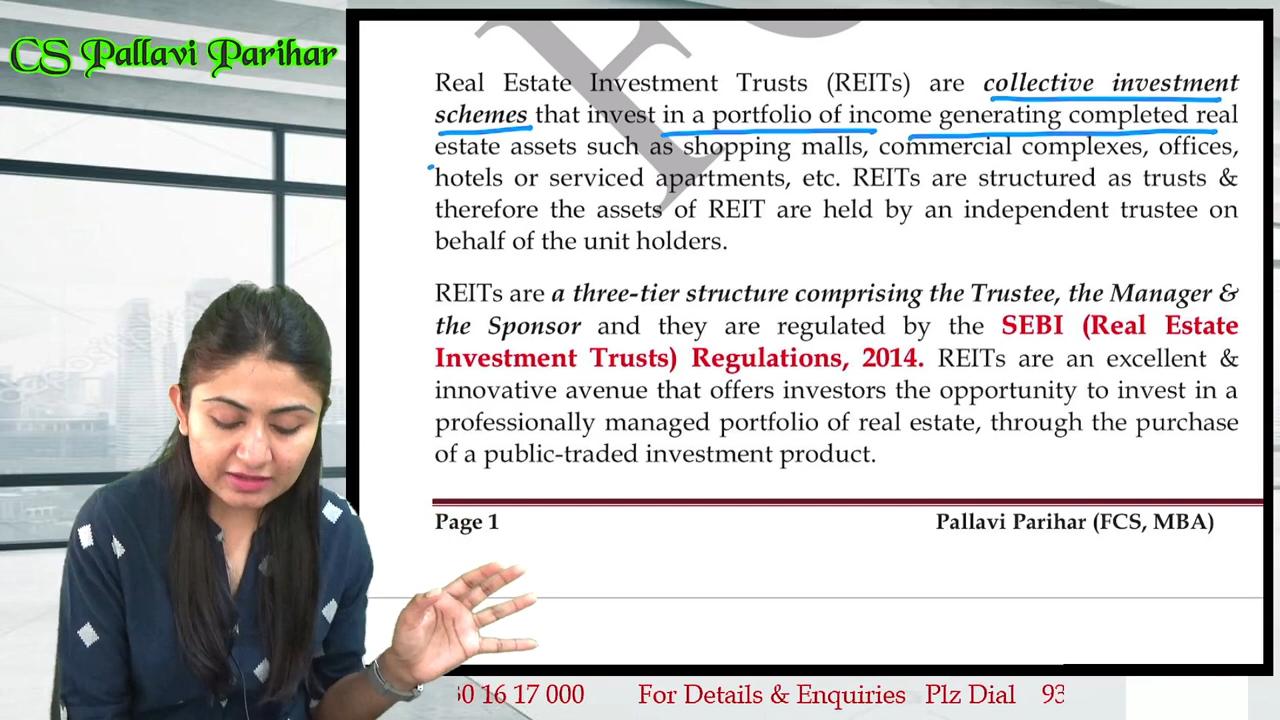 CS Pallavi Parihar
Real Estate Investment Trusts (REITs) are collective investment
schemes that invest in a portfolio of income generating completed real
estate assets such as shopping malls, commercial complexes, offices,
hotels or serviced apartments, etc. REITs are structured as trusts &
therefore the assets of REIT are held by an independent trustee on
behalf of the unit holders.
REITs are a three-tier structure comprising the Trustee, the Manager &
the Sponsor and they are regulated by the SEBI (Real Estate
Investment Trusts) Regulations, 2014. REITs are an excellent &
innovative avenue that offers investors the opportunity to invest in a
professionally managed portfolio of real estate, through the purchase
of a public-traded investment product.
Page 1 Pallavi Parihar (FCS, MBA)
0 16 17 000 For Details & Enquiries Plz Dial 93